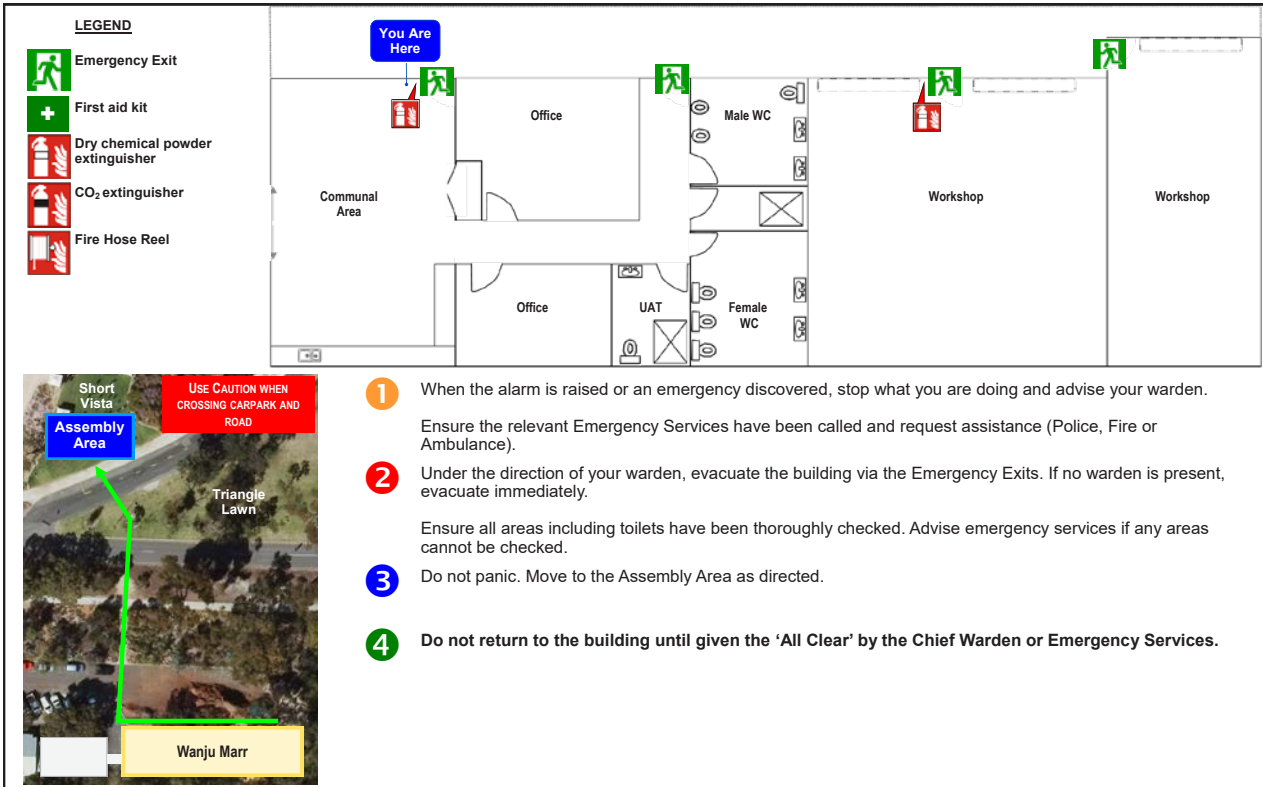 LEGEND
Emergency Exit
First aid kit
Dry chemical powder
extinguisher
CO₂ extinguisher
Fire Hose Reel
You Are
Here
Office
Male WC
Communal
Area
Workshop
Workshop
Office
UAT
Female
WC
Short
Vista
Assembly
Area
USE CAUTION WHEN
CROSSING CARPARK AND
ROAD
Triangle
Lawn
Wanju Marr
1 When the alarm is raised or an emergency discovered, stop what you are doing and advise your warden.
Ensure the relevant Emergency Services have been called and request assistance (Police, Fire or
Ambulance).
2 Under the direction of your warden, evacuate the building via the Emergency Exits. If no warden is present,
evacuate immediately.
Ensure all areas including toilets have been thoroughly checked. Advise emergency services if any areas
cannot be checked.
3 Do not panic. Move to the Assembly Area as directed.
4 Do not return to the building until given the ‘All Clear’ by the Chief Warden or Emergency Services.